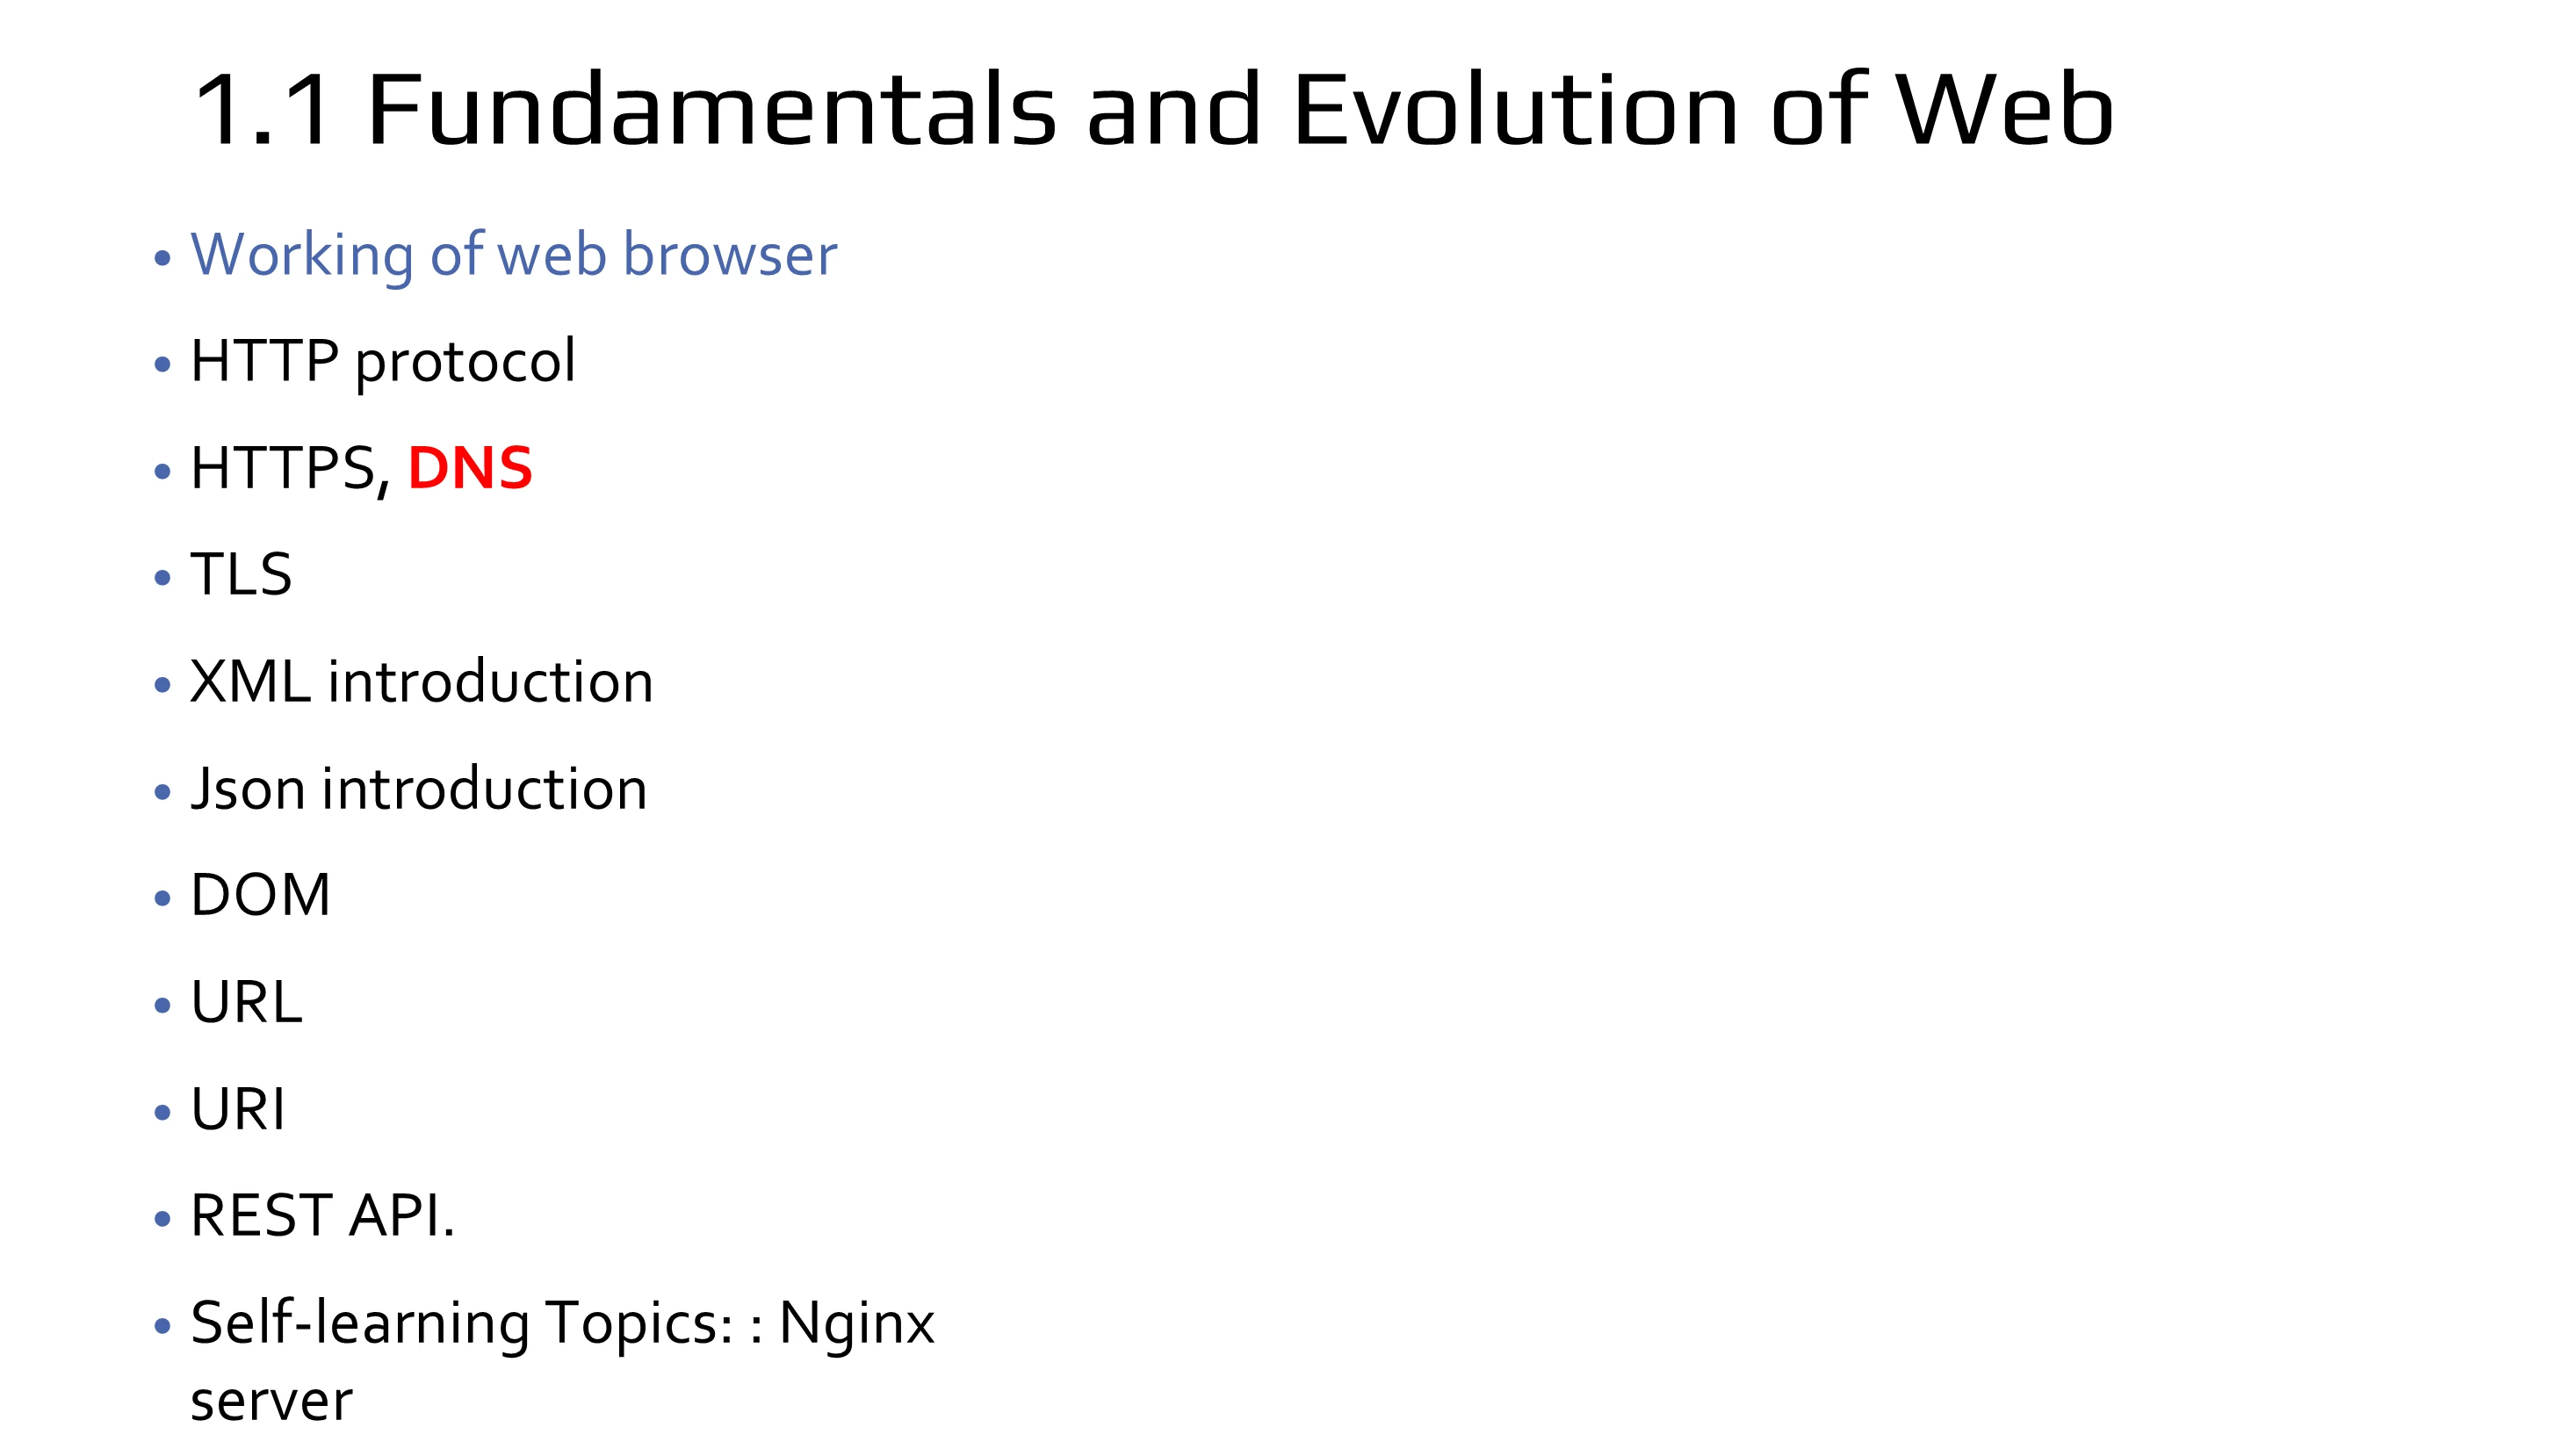 1.1 Fundamentals and Evolution of Web
• Working of web browser
• HTTP protocol
• HTTPS, DNS
• TLS
• XML introduction
• Json introduction
• DOM
• URL
• URI
• REST API.
• Self-learning Topics: : Nginx
server